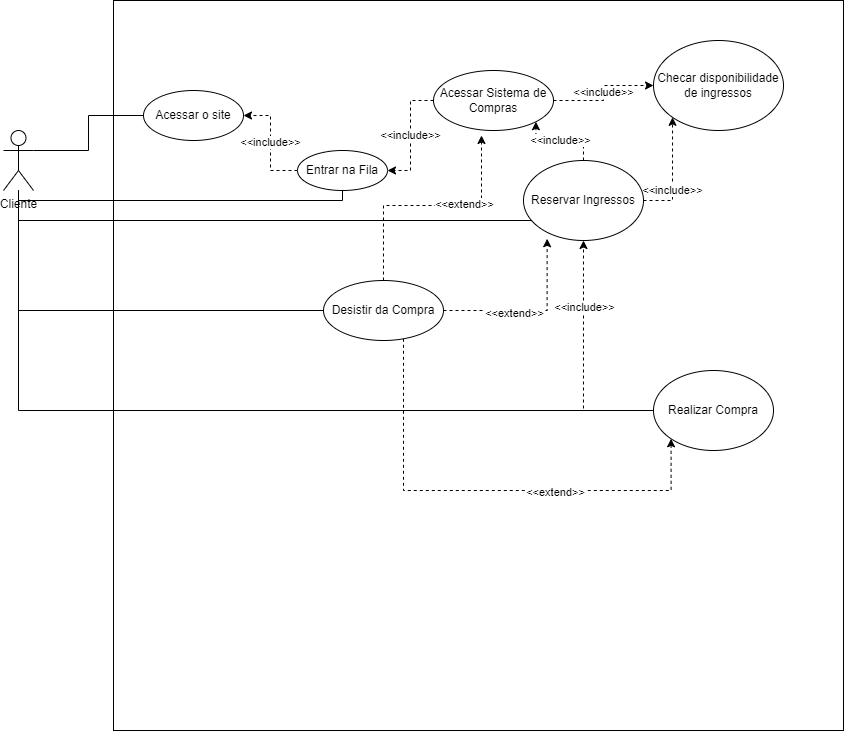 Acessar Sistema de
Compras
<<include>>
Checar disponibilidade
de ingressos
Acessar o site
<<include>>
<<include>>
<<include>>
Entrar na Fila
<<include>>
Cliente
<<extend>>
Reservar Ingressos
Desistir da Compra
<<extend>>
<<include>>
Realizar Compra
<<extend>>